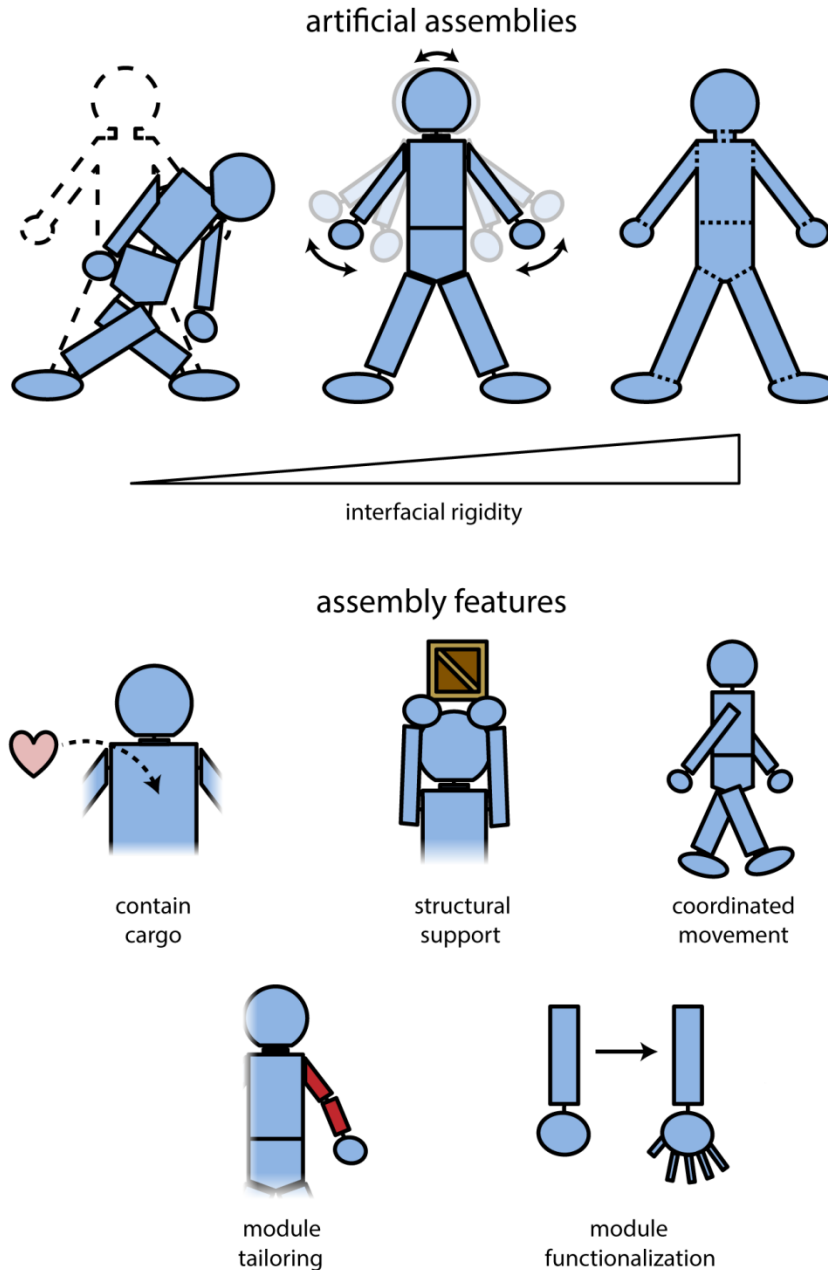 artificial assemblies
interfacial rigidity
assembly features
contain
cargo
structural
support
coordinated
movement
module
tailoring
module
functionalization